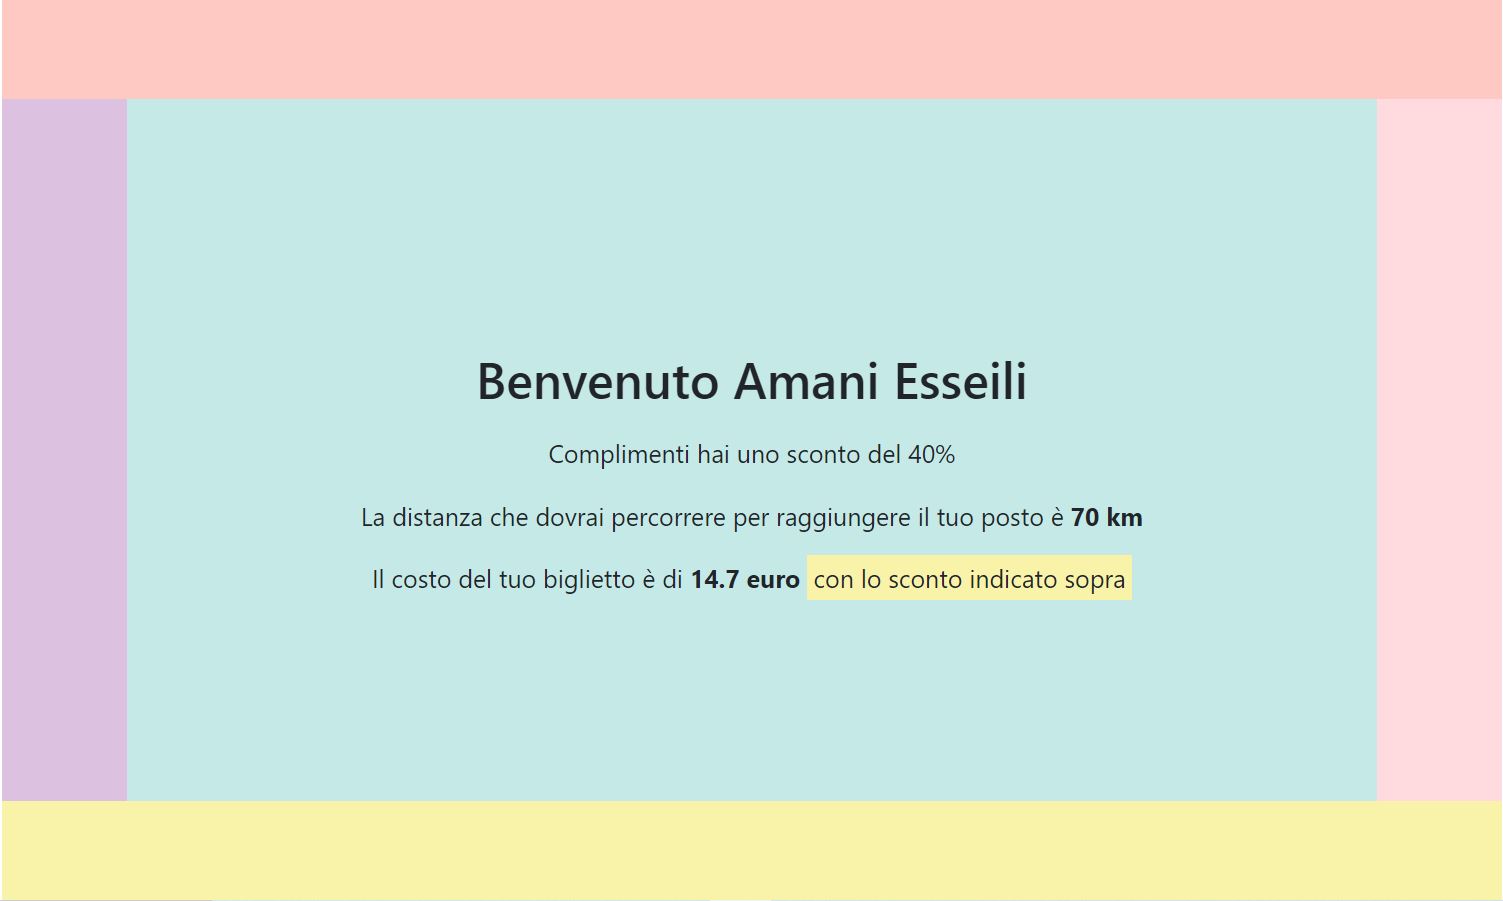 Benvenuto Amani Esseili
Complimenti hai uno sconto del 40%
La distanza che dovrai percorrere per raggiungere il tuo posto è 70 km
Il costo del tuo biglietto è di 14.7 euro con lo sconto indicato sopra